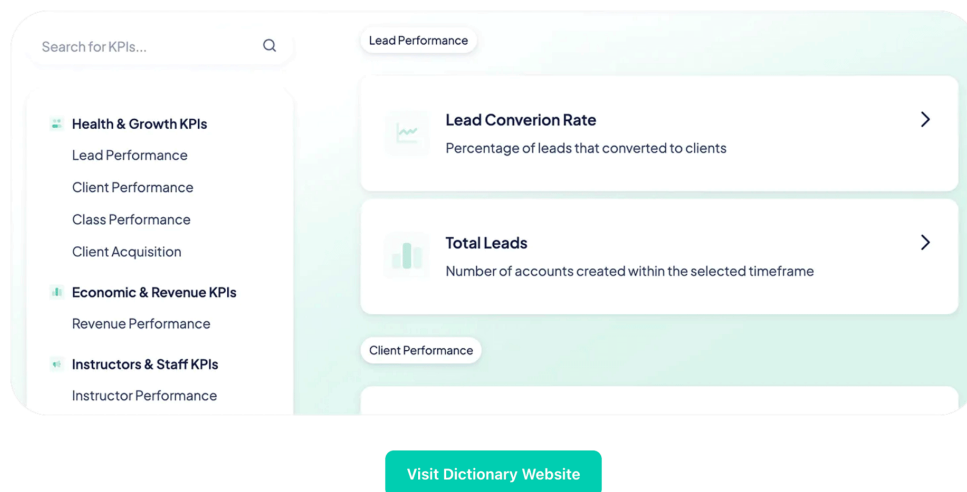 Search for KPIs...
Health & Growth KPIs
Lead Performance
Client Performance
Class Performance
Client Acquisition
Economic & Revenue KPIs
Revenue Performance
Instructors & Staff KPIs
Instructor Performance
Lead Performance
Lead Converion Rate
Percentage of leads that converted to clients
Total Leads
Number of accounts created within the selected timeframe
Client Performance
Visit Dictionary Website